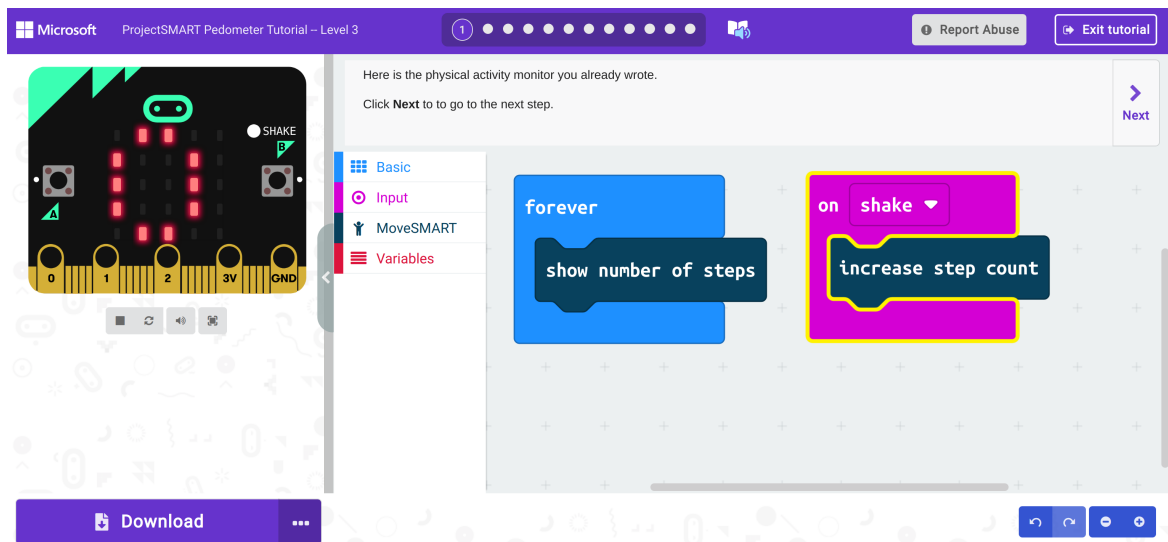 Microsoft
ProjectSMART Pedometer Tutorial – Level 3
1
Report Abuse
Exit tutorial
Here is the physical activity monitor you already wrote.
Click Next to to go to the next step.
Next
SHAKE
B
A
0 1 2 3V GND
Basic
Input
MoveSMART
Variables
forever
show number of steps
on shake
increase step count
Download